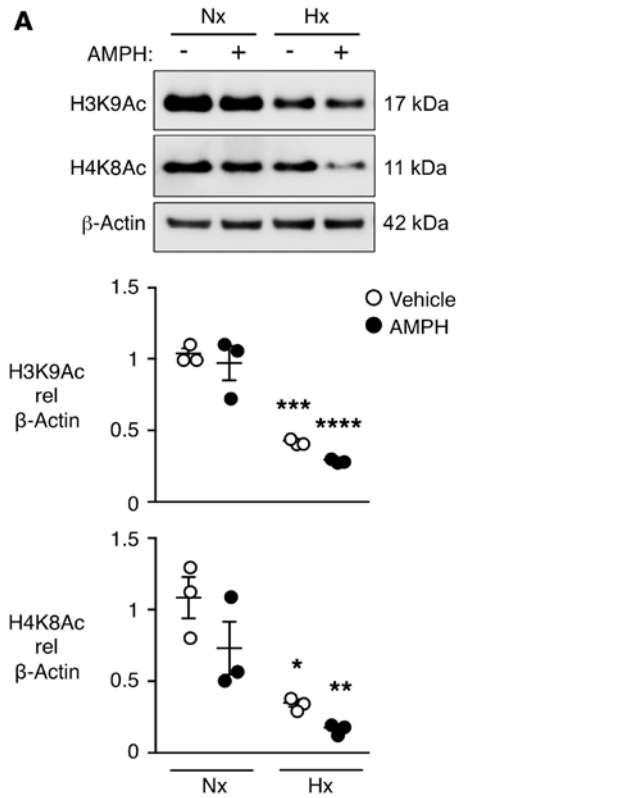 A
Nx Hx
AMPH: - + - +
H3K9Ac 17 kDa
H4K8Ac 11 kDa
β-Actin 42 kDa
1.5
1
0.5
0
H3K9Ac
rel
β-Actin
○ Vehicle
● AMPH
***
****
1.5
1
0.5
0
H4K8Ac
rel
β-Actin
*
**
Nx Hx